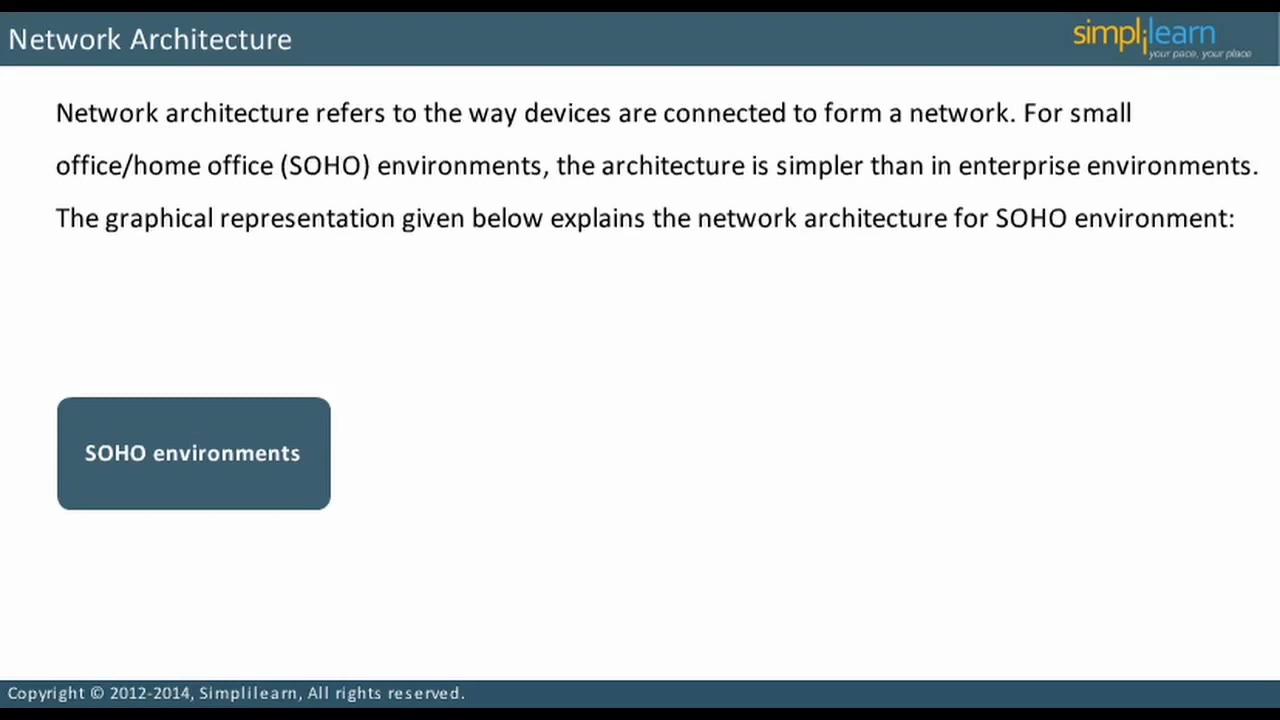 Network Architecture
simplilearn
your pace, your place
Network architecture refers to the way devices are connected to form a network. For small
office/home office (SOHO) environments, the architecture is simpler than in enterprise environments.
The graphical representation given below explains the network architecture for SOHO environment:
SOHO environments
Copyright © 2012-2014, Simplilearn, All rights reserved.